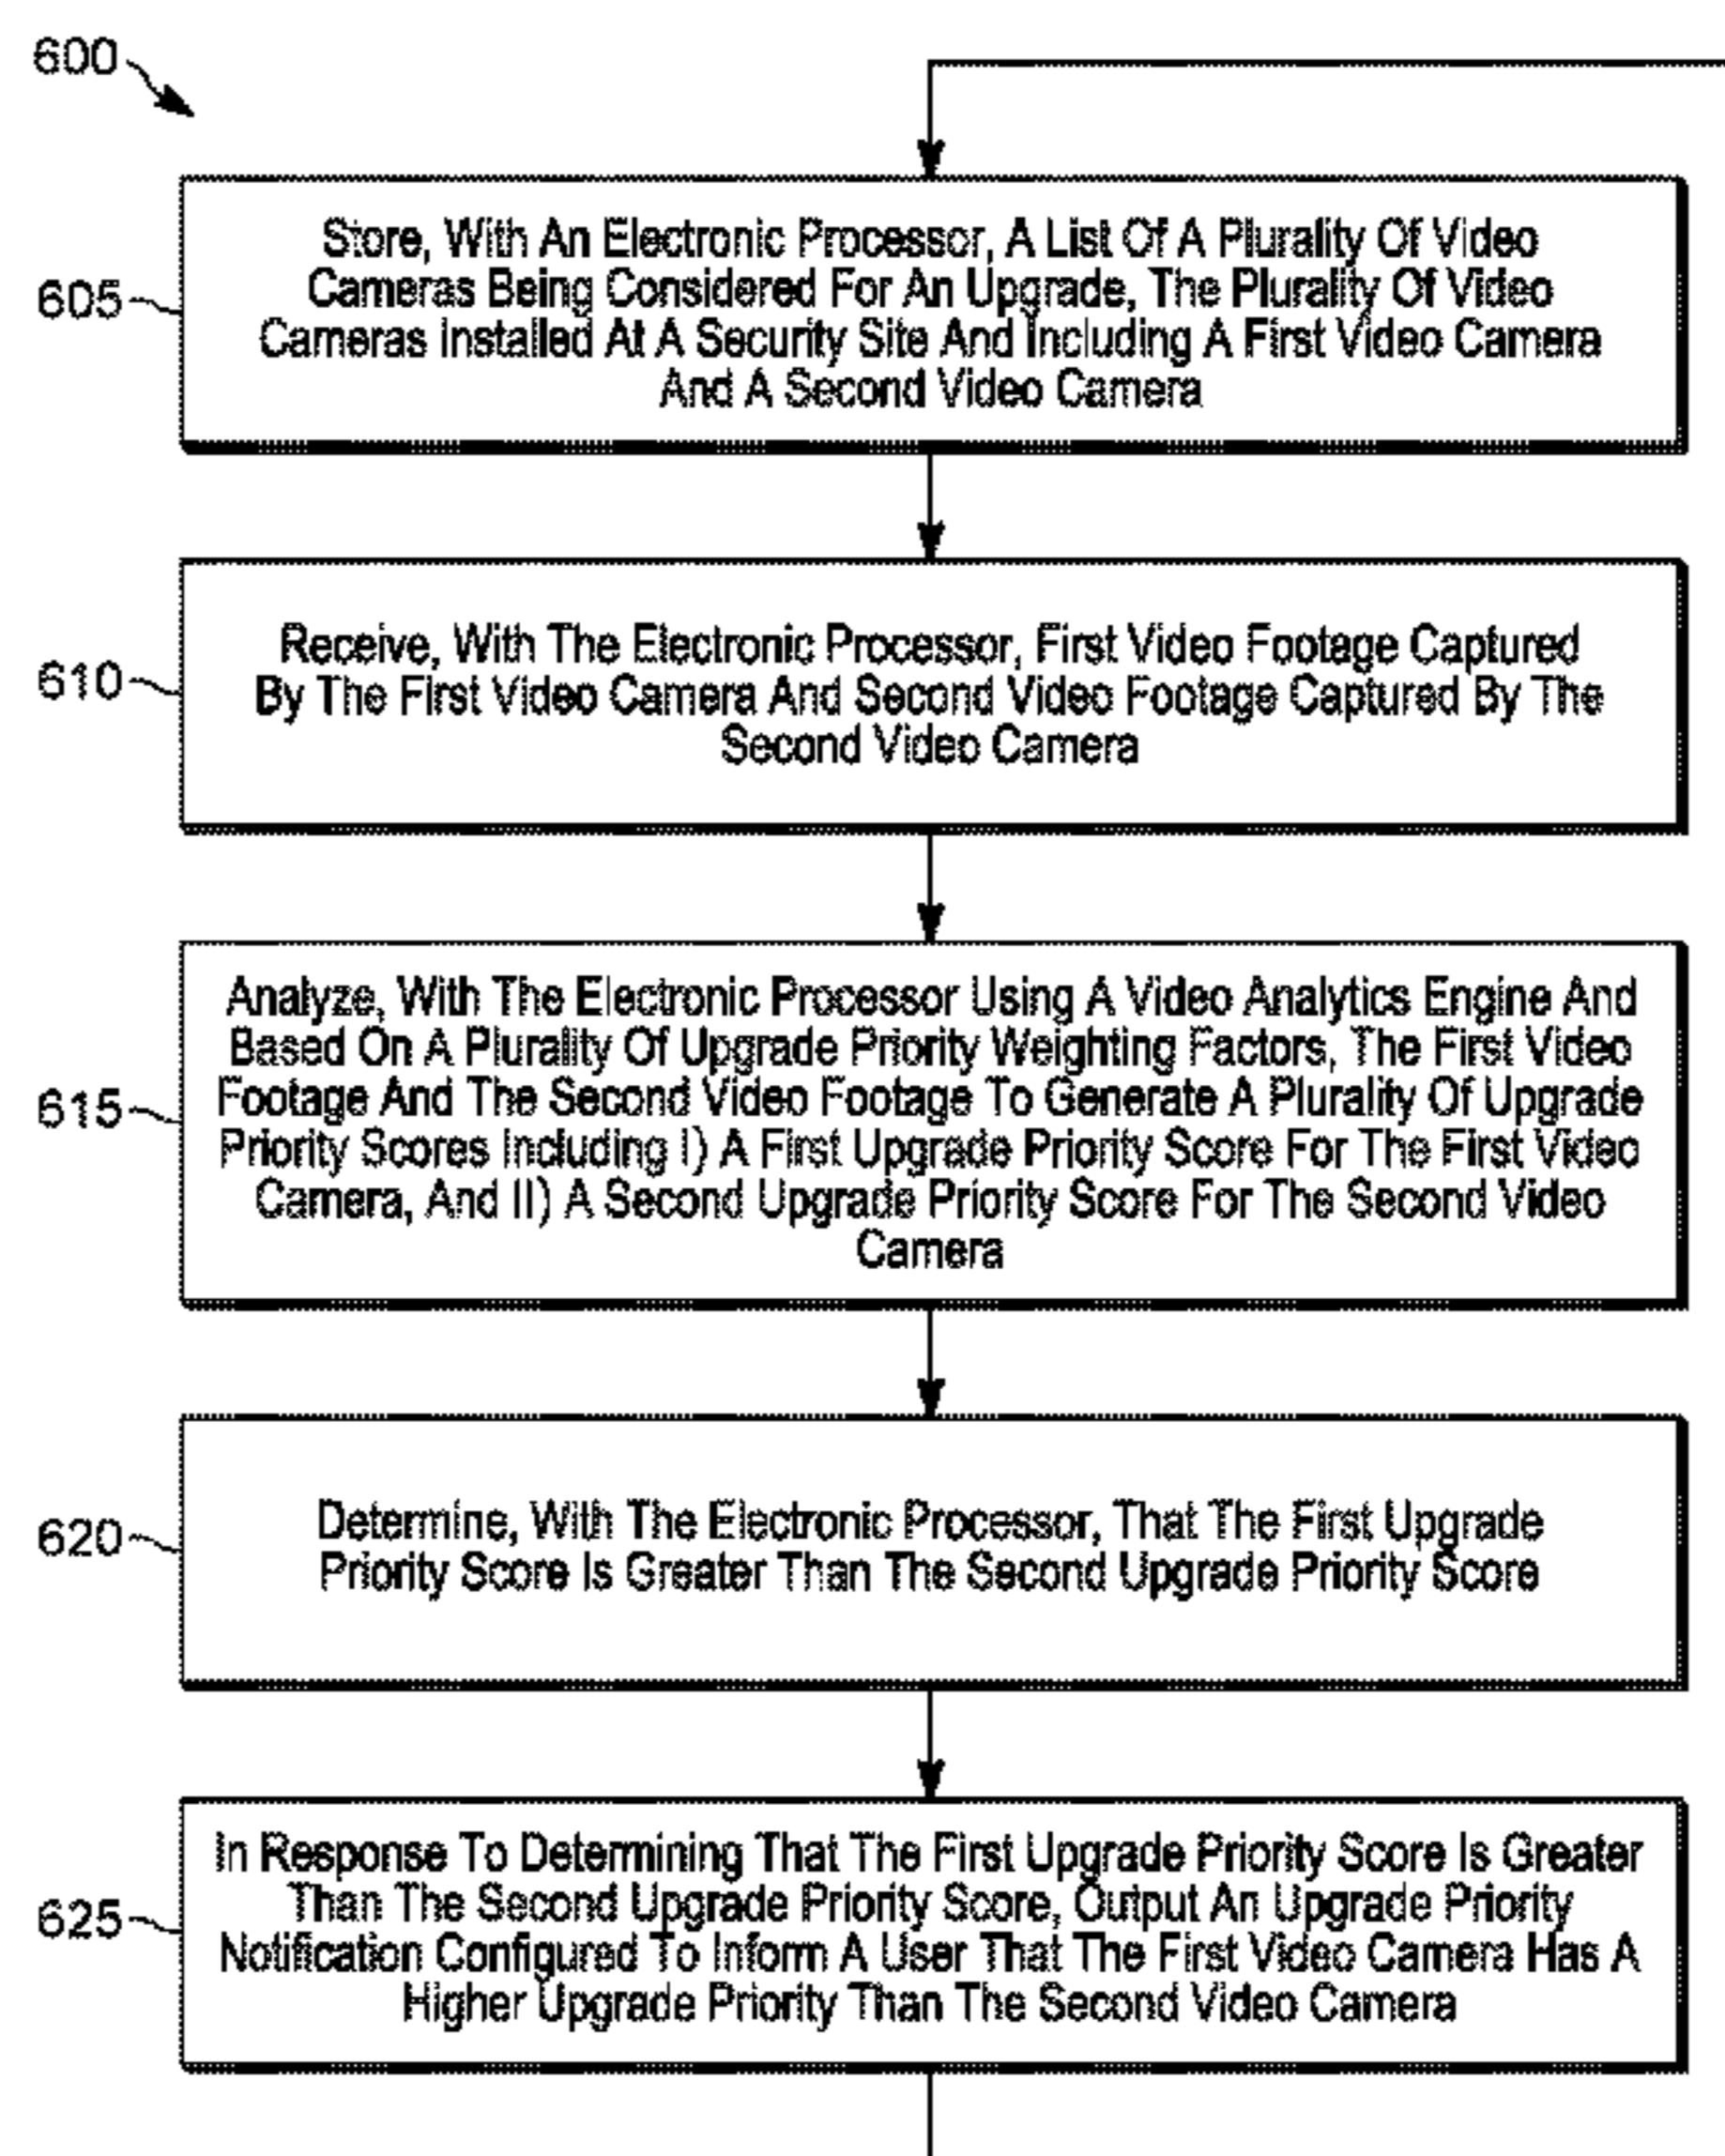 600
605
Store, With An Electronic Processor, A List Of A Plurality Of Video
Cameras Being Considered For An Upgrade, The Plurality Of Video
Cameras Installed At A Security Site And Including A First Video Camera
And A Second Video Camera
610
Receive, With The Electronic Processor, First Video Footage Captured
By The First Video Camera And Second Video Footage Captured By The
Second Video Camera
615
Analyze, With The Electronic Processor Using A Video Analytics Engine And
Based On A Plurality Of Upgrade Priority Weighting Factors, The First Video
Footage And The Second Video Footage To Generate A Plurality Of Upgrade
Priority Scores Including I) A First Upgrade Priority Score For The First Video
Camera, And II) A Second Upgrade Priority Score For The Second Video
Camera
620
Determine, With The Electronic Processor, That The First Upgrade
Priority Score Is Greater Than The Second Upgrade Priority Score
625
In Response To Determining That The First Upgrade Priority Score Is Greater
Than The Second Upgrade Priority Score, Output An Upgrade Priority
Notification Configured To Inform A User That The First Video Camera Has A
Higher Upgrade Priority Than The Second Video Camera